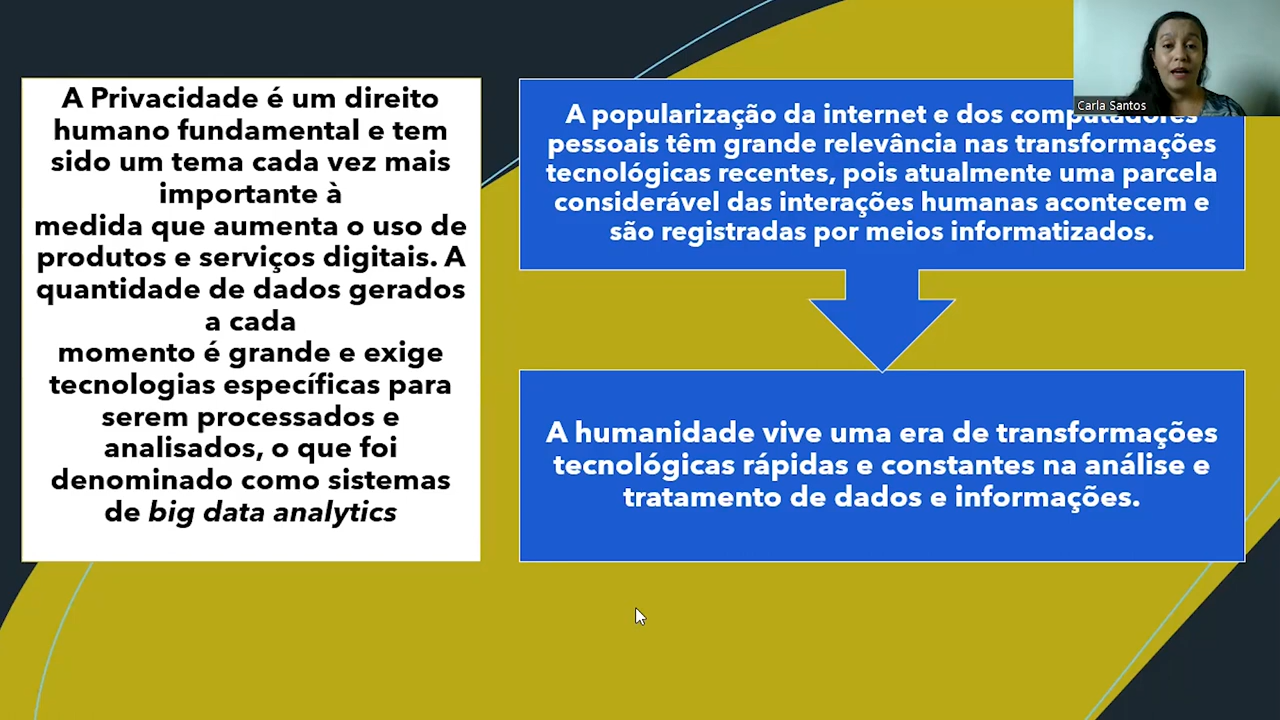 A Privacidade é um direito
humano fundamental e tem
sido um tema cada vez mais
importante à
medida que aumenta o uso de
produtos e serviços digitais. A
quantidade de dados gerados
a cada
momento é grande e exige
tecnologias específicas para
serem processados e
analisados, o que foi
denominado como sistemas
de big data analytics
Carla Santos
A popularização da internet e dos computadores
pessoais têm grande relevância nas transformações
tecnológicas recentes, pois atualmente uma parcela
considerável das interações humanas acontecem e
são registradas por meios informatizados.
A humanidade vive uma era de transformações
tecnológicas rápidas e constantes na análise e
tratamento de dados e informações.